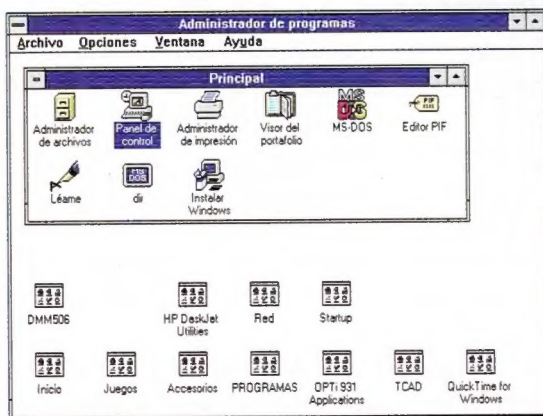 Administrador de programas
Archivo Opciones Ventana Ayuda
Principal
Administrador de archivos
Panel de control
Administrador de impresión
Visor del portafolio
MS-DOS
Editor PIF
Léame
dir
Instalar Windows
DMM506
HP DeskJet Utilities
Red
Startup
Inicio
Juegos
Accesorios
PROGRAMAS
OPTi 931 Applications
TCAD
QuickTime for Windows